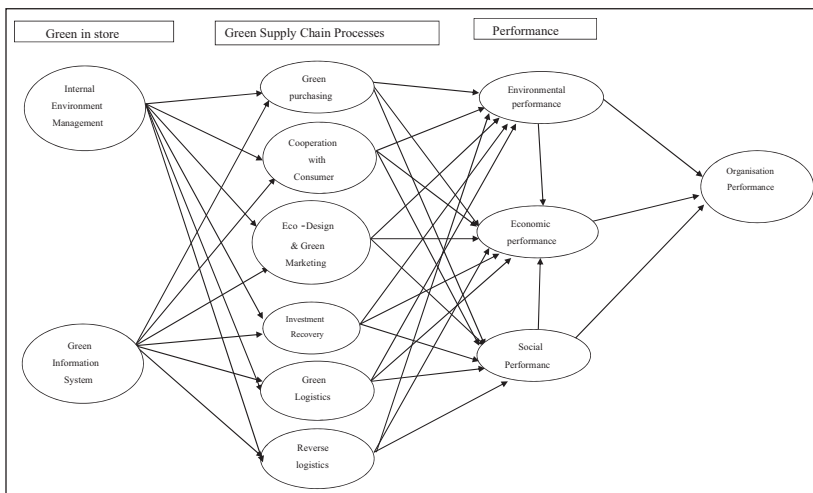 Green in store
Green Supply Chain Processes
Performance
Internal
Environment
Management
Green
Information
System
Green
purchasing
Cooperation
with
Consumer
Eco -Design
& Green
Marketing
Investment
Recovery
Green
Logistics
Reverse
logistics
Environmental
performance
Economic
performance
Social
Performanc
Organisation
Performance